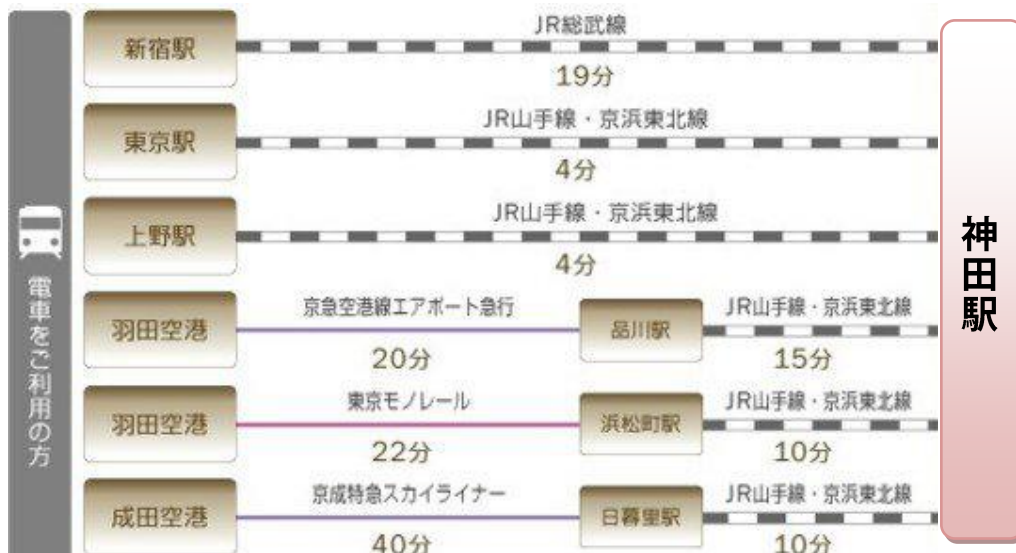 電車をご利用の方
新宿駅
JR総武線
19分
東京駅
JR山手線・京浜東北線
4分
上野駅
JR山手線・京浜東北線
4分
羽田空港
京急空港線エアポート急行
20分
品川駅
JR山手線・京浜東北線
15分
羽田空港
東京モノレール
22分
浜松町駅
JR山手線・京浜東北線
10分
成田空港
京成特急スカイライナー
40分
日暮里駅
JR山手線・京浜東北線
10分
神田駅